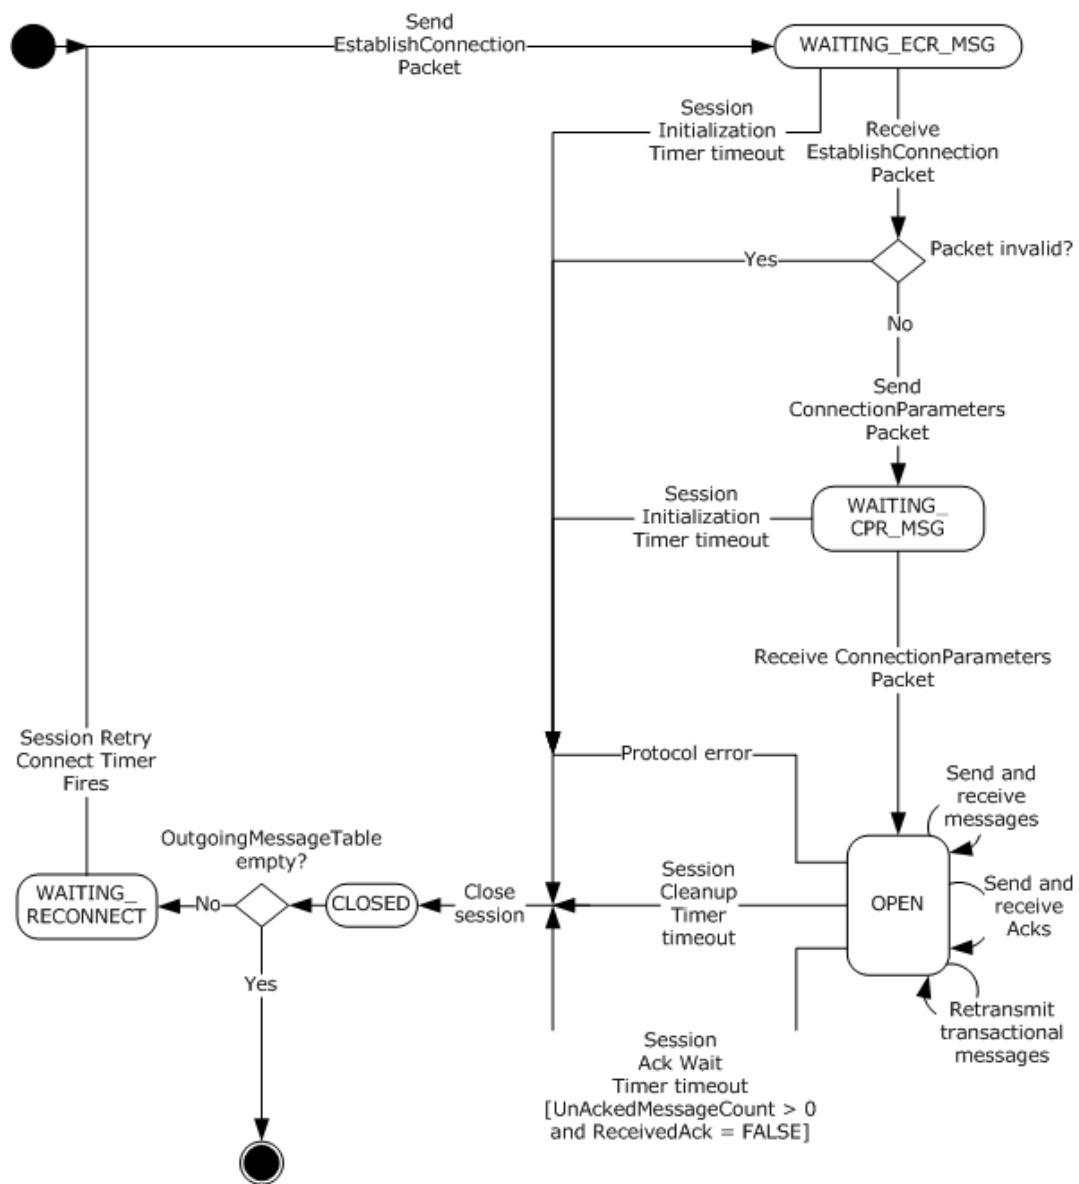 Send
EstablishConnection
Packet
WAITING_ECR_MSG
Session
Initialization
Timer timeout
Receive
EstablishConnection
Packet
Yes
Packet invalid?
No
Send
ConnectionParameters
Packet
Session
Initialization
Timer timeout
WAITING_
CPR_MSG
Receive ConnectionParameters
Packet
Session Retry
Connect Timer
Fires
Protocol error
Send and
receive
messages
OutgoingMessageTable
empty?
WAITING_
RECONNECT
No
CLOSED
Close
session
Session
Cleanup
Timer
timeout
OPEN
Send and
receive
Acks
Yes
Retransmit
transactional
messages
Session
Ack Wait
Timer timeout
[UnAckedMessageCount > 0
and ReceivedAck = FALSE]